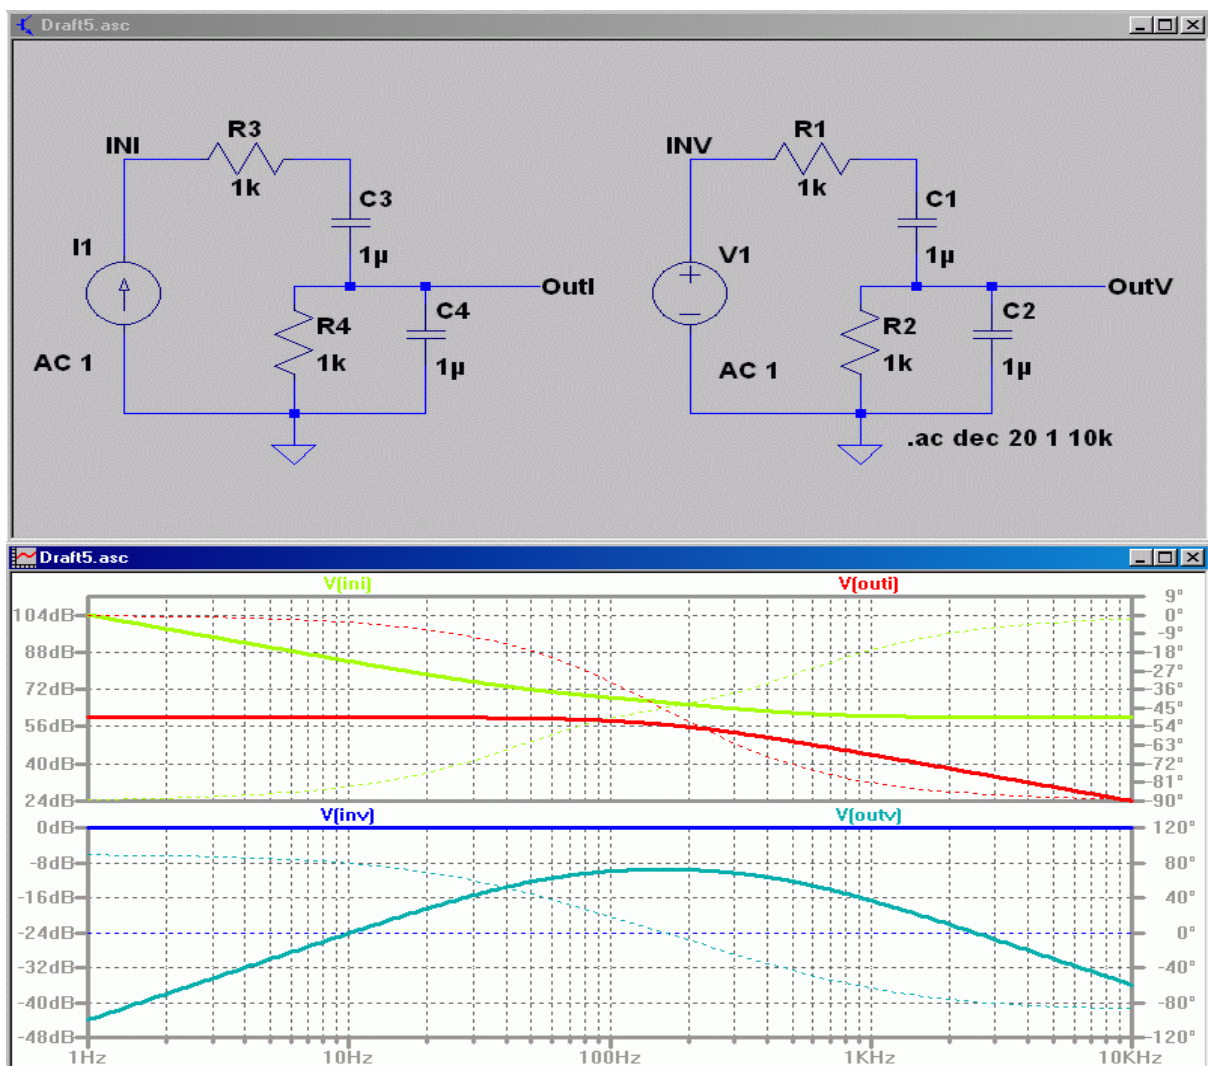 Draft5.asc
INI
R3
1k
C3
1µ
I1
AC 1
R4
1k
C4
1µ
OutI
INV
R1
1k
C1
1µ
V1
AC 1
R2
1k
C2
1µ
OutV
.ac dec 20 1 10k
Draft5.asc
V(ini)
V(outi)
104dB
88dB
72dB
56dB
40dB
24dB
9°
0°
-9°
-18°
-27°
-36°
-45°
-54°
-63°
-72°
-81°
-90°
V(inv)
V(outv)
0dB
-8dB
-16dB
-24dB
-32dB
-40dB
-48dB
120°
80°
40°
0°
-40°
-80°
-120°
1Hz
10Hz
100Hz
1KHz
10KHz